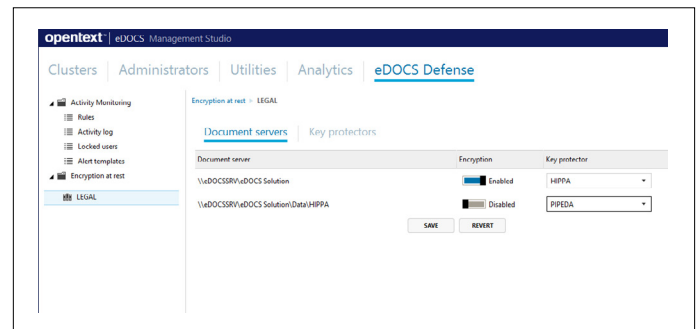 opentext™ | eDOCS Management Studio
Clusters | Administrators | Utilities | Analytics | eDOCS Defense
Activity Monitoring
Rules
Activity log
Locked users
Alert templates
Encryption at rest
LEGAL
Encryption at rest > LEGAL
Document servers | Key protectors
Document server Encryption Key protector
\\eDOCSSRV\eDOCS Solution Enabled HIPPA
\\eDOCSSRV\eDOCS Solution\Data\HIPPA Disabled PIPEDA
SAVE REVERT